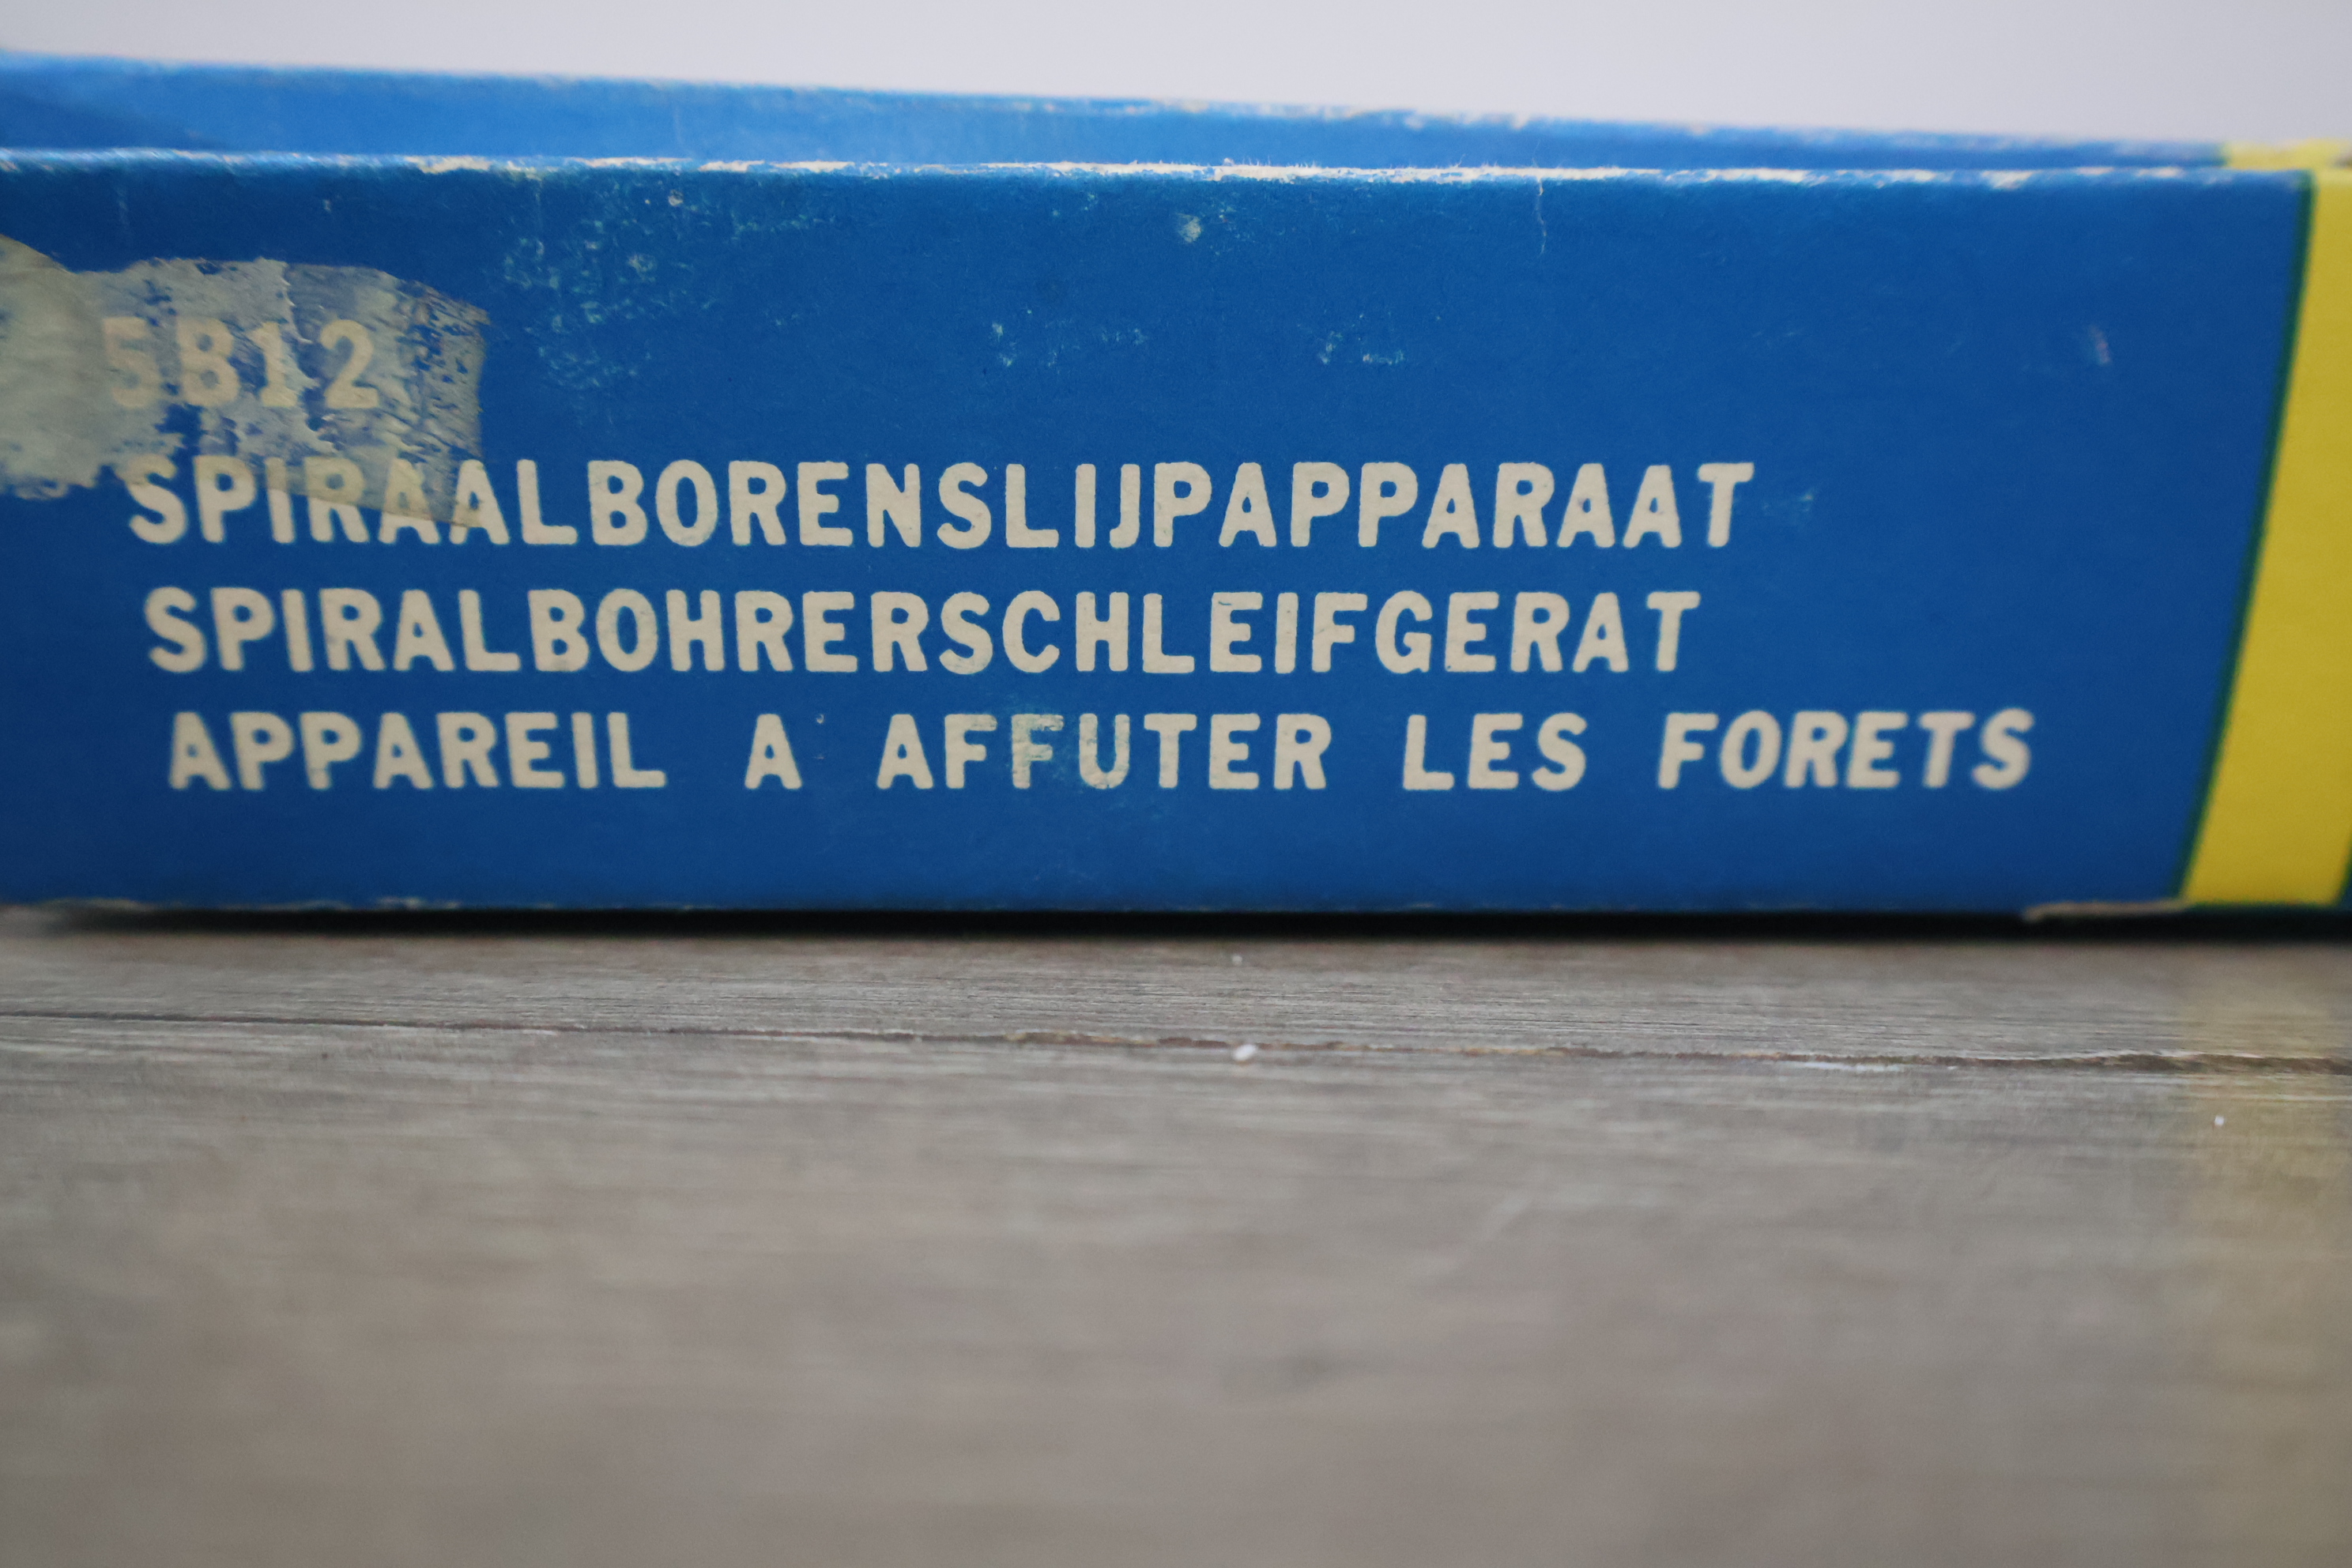 5B12
SPIRAALBORENSLIJPAPPARAAT
SPIRALBOHRERSCHLEIFGERAT
APPAREIL A AFFUTER LES FORETS